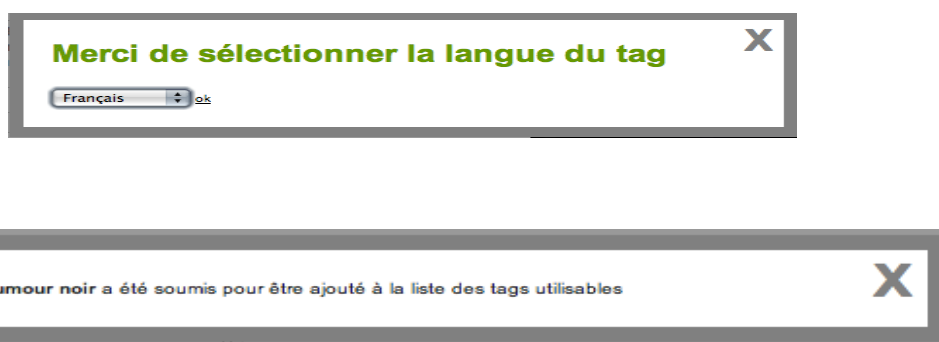 Merci de sélectionner la langue du tag
X
Français ok
umour noir a été soumis pour être ajouté à la liste des tags utilisables
X